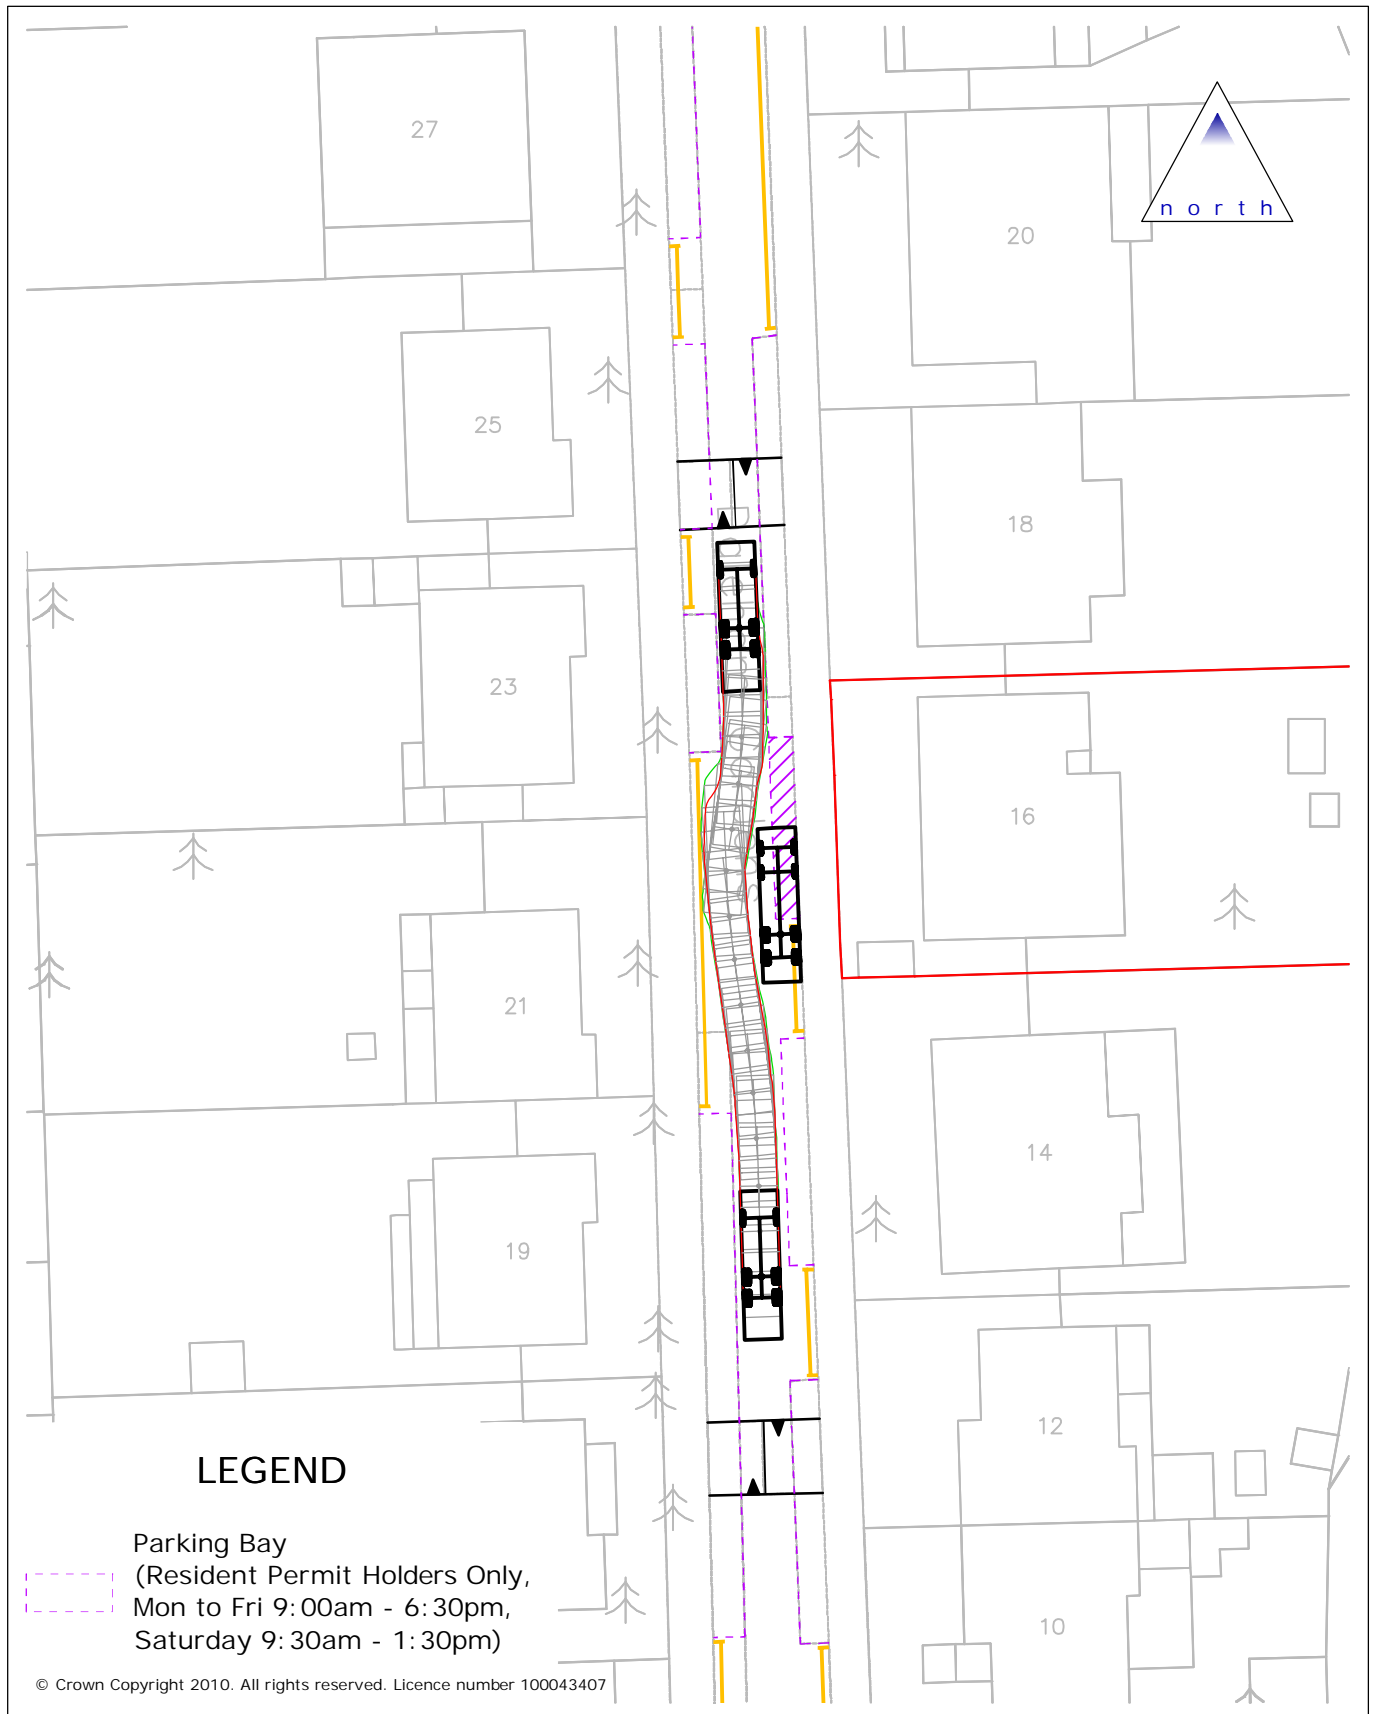 27
north
20
25
18
23
16
21
14
19
12
LEGEND
Parking Bay
(Resident Permit Holders Only,
Mon to Fri 9:00am - 6:30pm,
Saturday 9:30am - 1:30pm)
10
© Crown Copyright 2010. All rights reserved. Licence number 100043407